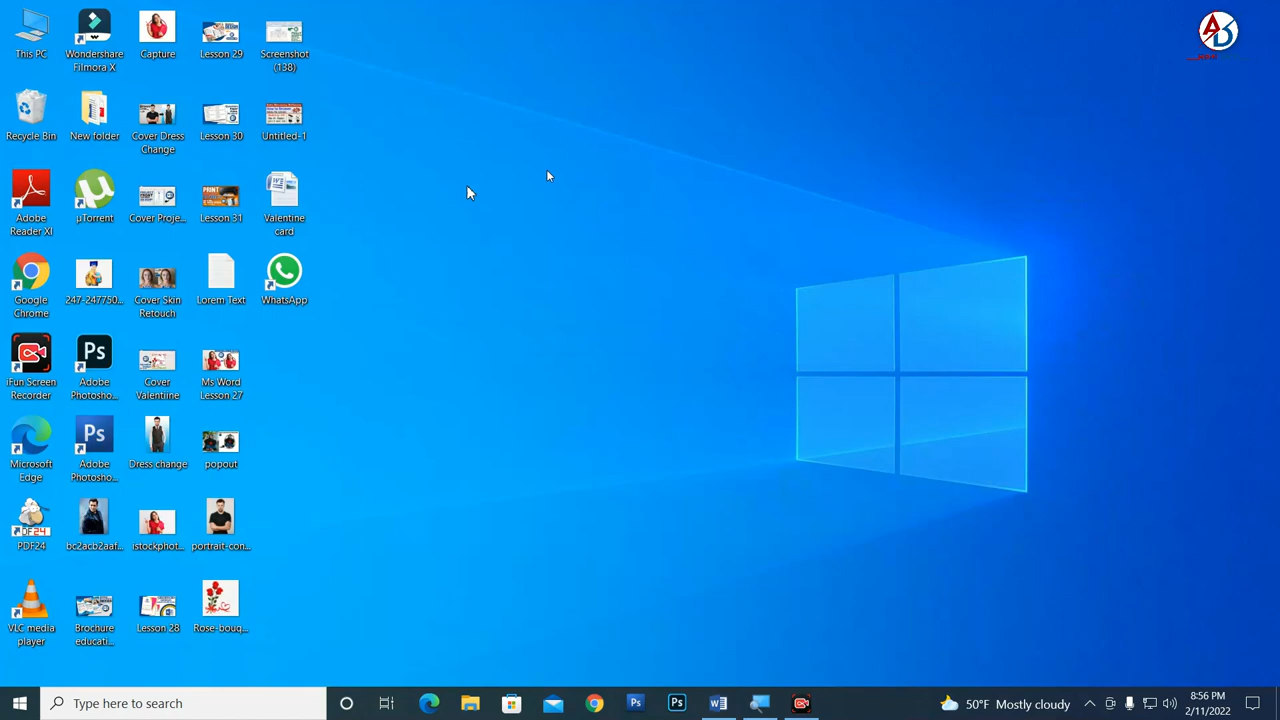 This PC
Wondershare
Filmora X
Capture
Lesson 29
Screenshot
(138)
Recycle Bin
New folder
Cover Dress
Change
Lesson 30
Untitled-1
Adobe
Reader XI
µTorrent
Cover Proje...
Lesson 31
Valentine
card
Google
Chrome
247-247750...
Cover Skin
Retouch
Lorem Text
WhatsApp
iFun Screen
Recorder
Adobe
Photosho...
Cover
Valentiine
Ms Word
Lesson 27
Microsoft
Edge
Adobe
Photosho...
Dress change
popout
PDF24
bc2acb2aaf...
istockphot...
portrait-con...
VLC media
player
Brochure
educati...
Lesson 28
Rose-bouq...
Type here to search
50°F Mostly cloudy
8:56 PM
2/11/2022